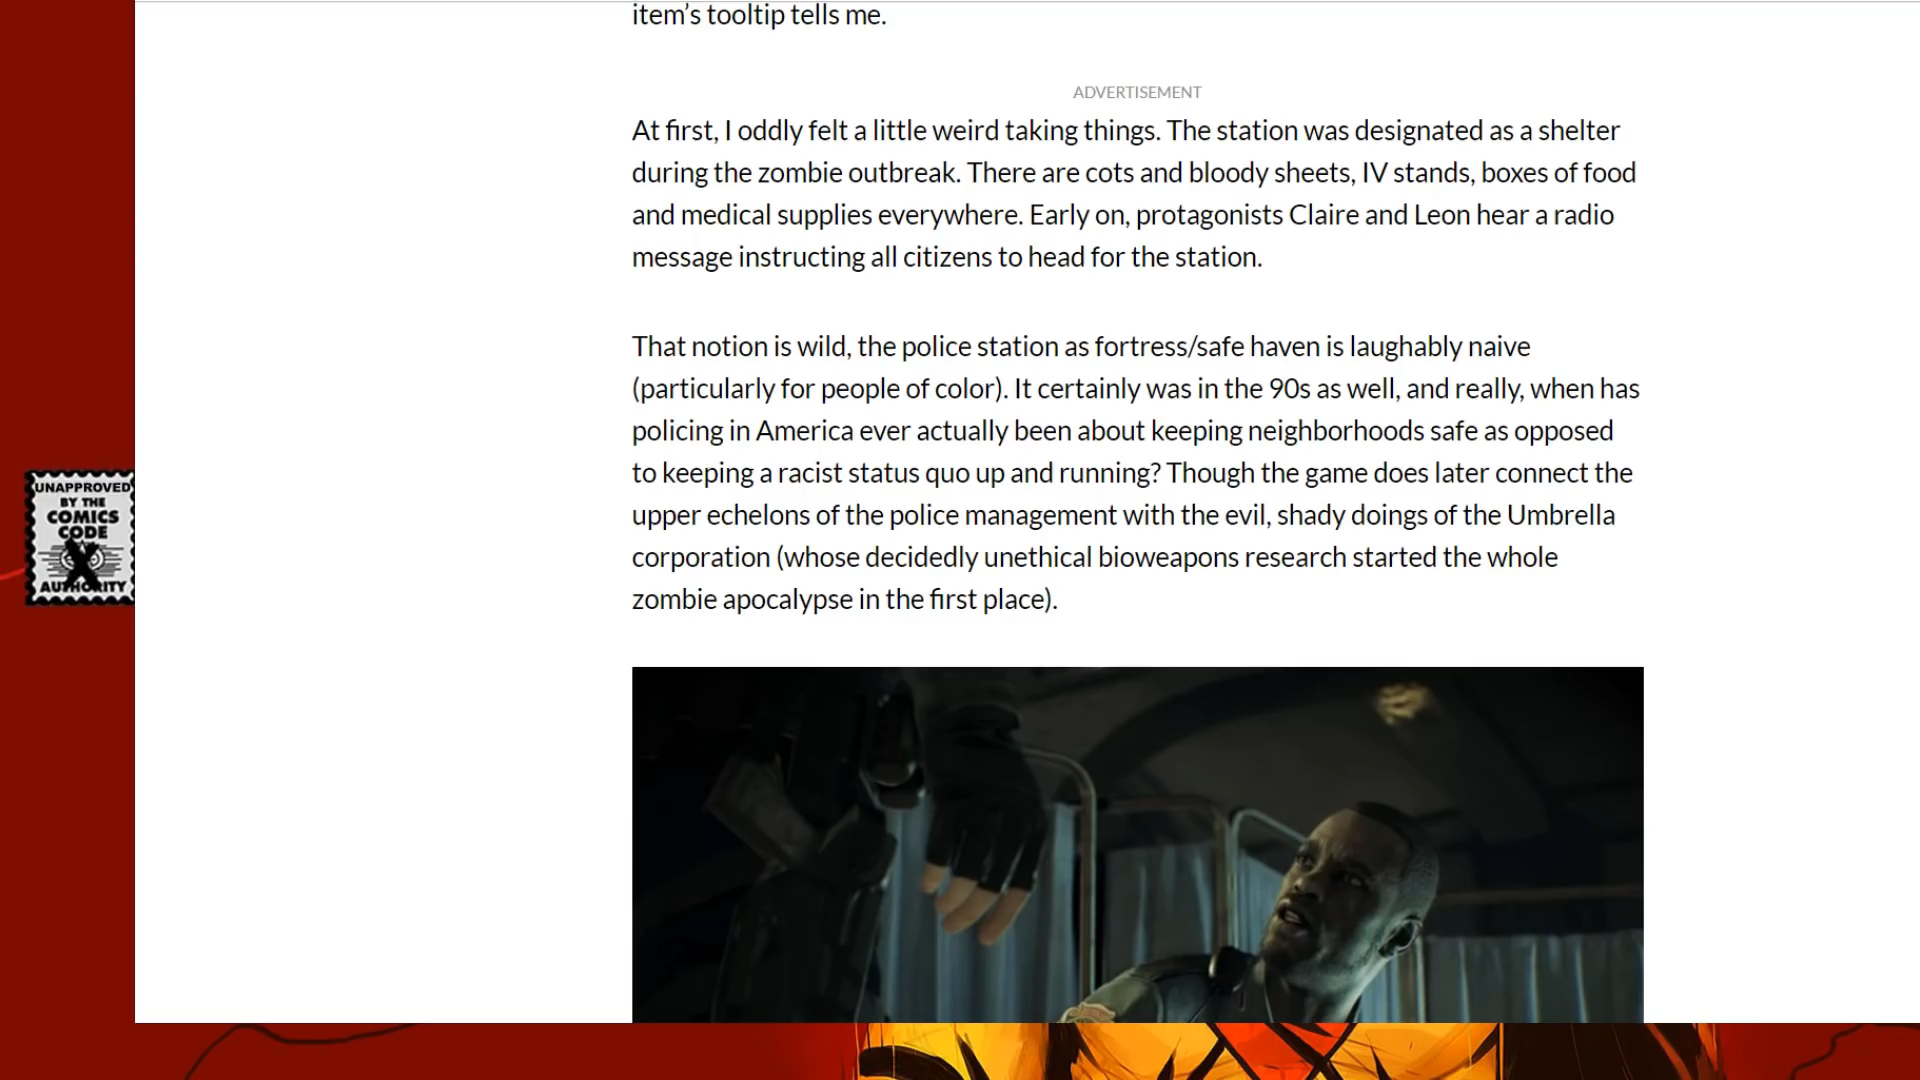 item's tooltip tells me.
ADVERTISEMENT
At first, I oddly felt a little weird taking things. The station was designated as a shelter
during the zombie outbreak. There are cots and bloody sheets, IV stands, boxes of food
and medical supplies everywhere. Early on, protagonists Claire and Leon hear a radio
message instructing all citizens to head for the station.
That notion is wild, the police station as fortress/safe haven is laughably naive
(particularly for people of color). It certainly was in the 90s as well, and really, when has
policing in America ever actually been about keeping neighborhoods safe as opposed
to keeping a racist status quo up and running? Though the game does later connect the
upper echelons of the police management with the evil, shady doings of the Umbrella
corporation (whose decidedly unethical bioweapons research started the whole
zombie apocalypse in the first place).
UNAPPROVED
BY THE
COMICS
CODE
AUTHORITY